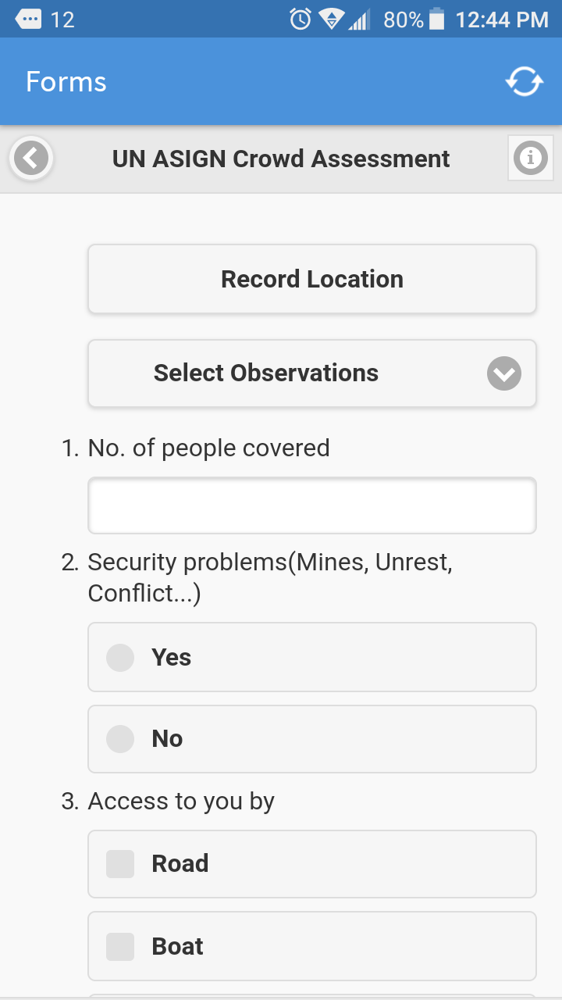 12
80%
12:44 PM
Forms
UN ASIGN Crowd Assessment
i
Record Location
Select Observations
1. No. of people covered
2. Security problems(Mines, Unrest,
Conflict...)
Yes
No
3. Access to you by
Road
Boat